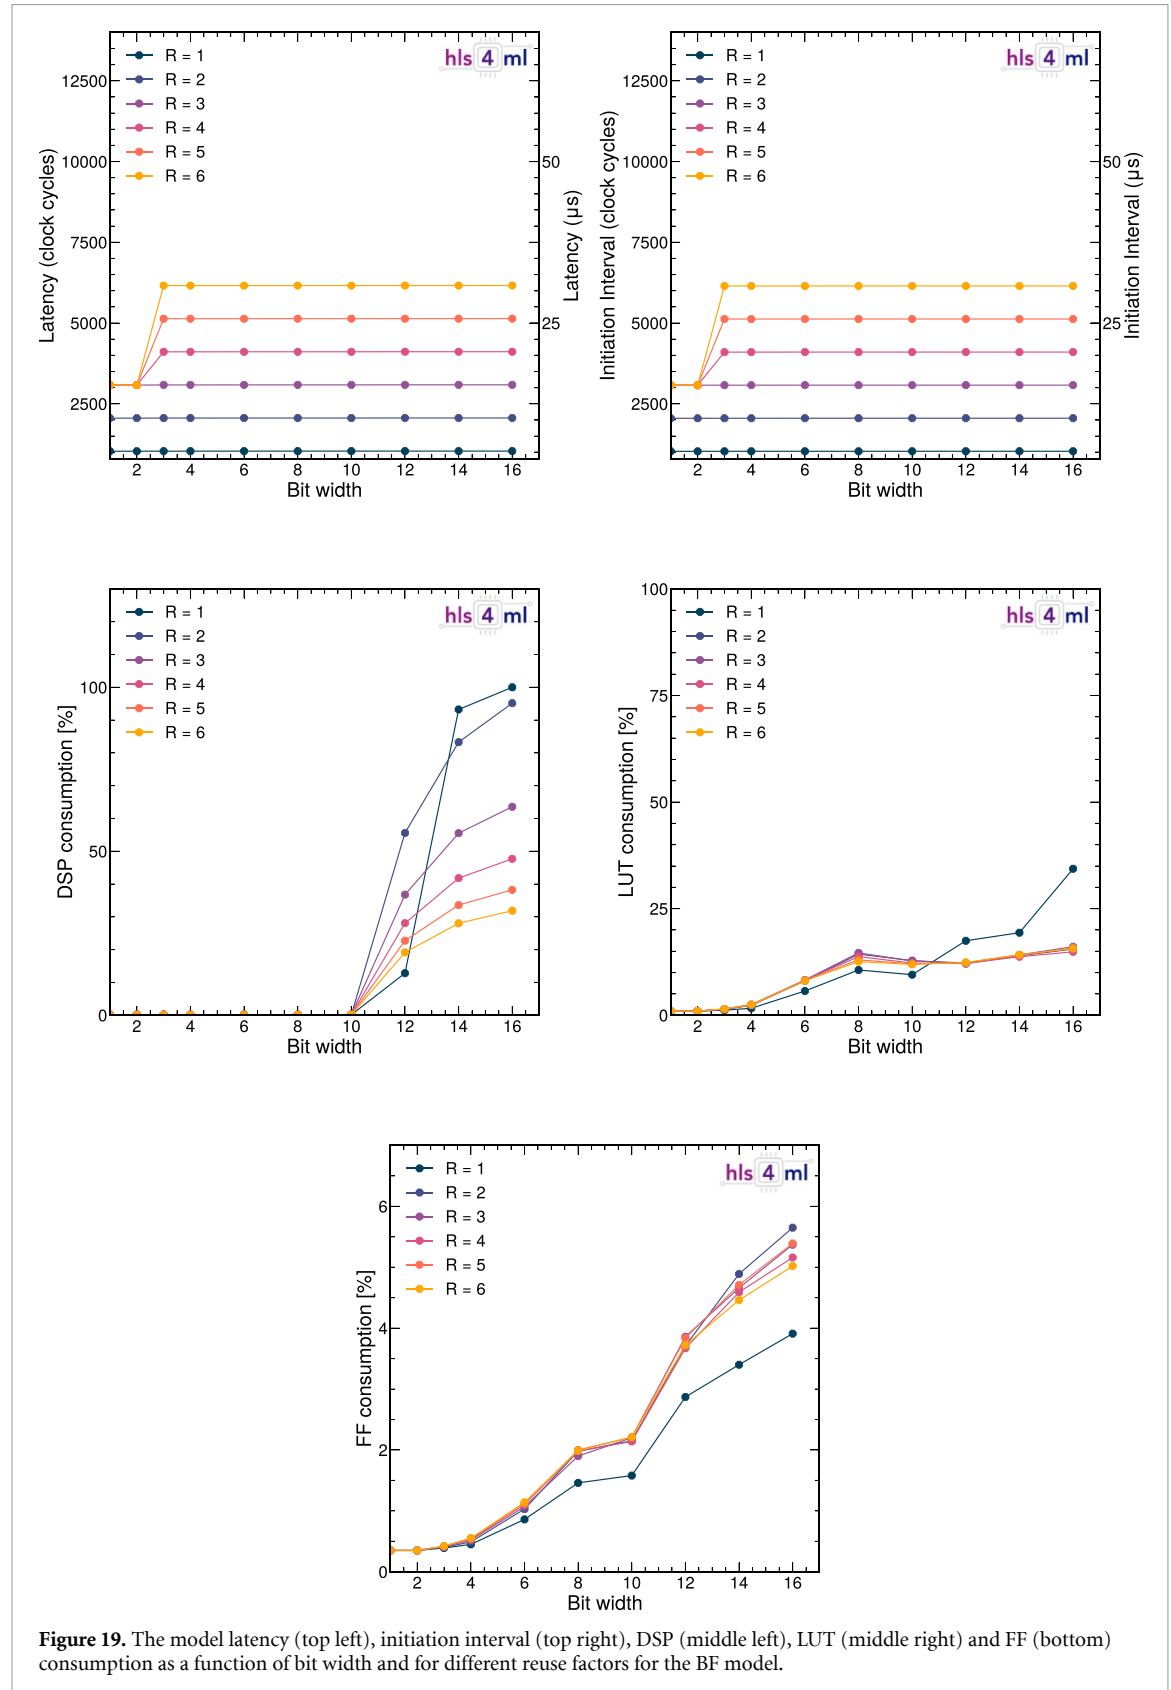 R = 1
R = 2
R = 3
R = 4
R = 5
R = 6
hls 4 ml
12500
10000
7500
5000
2500
50
25
2 4 6 8 10 12 14 16
Latency (clock cycles)
Latency (μs)
Bit width
R = 1
R = 2
R = 3
R = 4
R = 5
R = 6
hls 4 ml
12500
10000
7500
5000
2500
50
25
2 4 6 8 10 12 14 16
Initiation Interval (clock cycles)
Initiation Interval (μs)
Bit width
R = 1
R = 2
R = 3
R = 4
R = 5
R = 6
hls 4 ml
100
50
0
2 4 6 8 10 12 14 16
DSP consumption [%]
Bit width
R = 1
R = 2
R = 3
R = 4
R = 5
R = 6
hls 4 ml
100
75
50
25
0
2 4 6 8 10 12 14 16
LUT consumption [%]
Bit width
R = 1
R = 2
R = 3
R = 4
R = 5
R = 6
hls 4 ml
6
4
2
0
2 4 6 8 10 12 14 16
FF consumption [%]
Bit width
Figure 19. The model latency (top left), initiation interval (top right), DSP (middle left), LUT (middle right) and FF (bottom)
consumption as a function of bit width and for different reuse factors for the BF model.